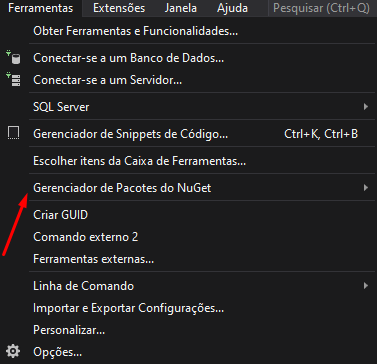 Ferramentas Extensões Janela Ajuda Pesquisar (Ctrl+Q)
Obter Ferramentas e Funcionalidades...
Conectar-se a um Banco de Dados...
Conectar-se a um Servidor...
SQL Server
Gerenciador de Snippets de Código... Ctrl+K, Ctrl+B
Escolher itens da Caixa de Ferramentas...
Gerenciador de Pacotes do NuGet
Criar GUID
Comando externo 2
Ferramentas externas...
Linha de Comando
Importar e Exportar Configurações...
Personalizar...
Opções...